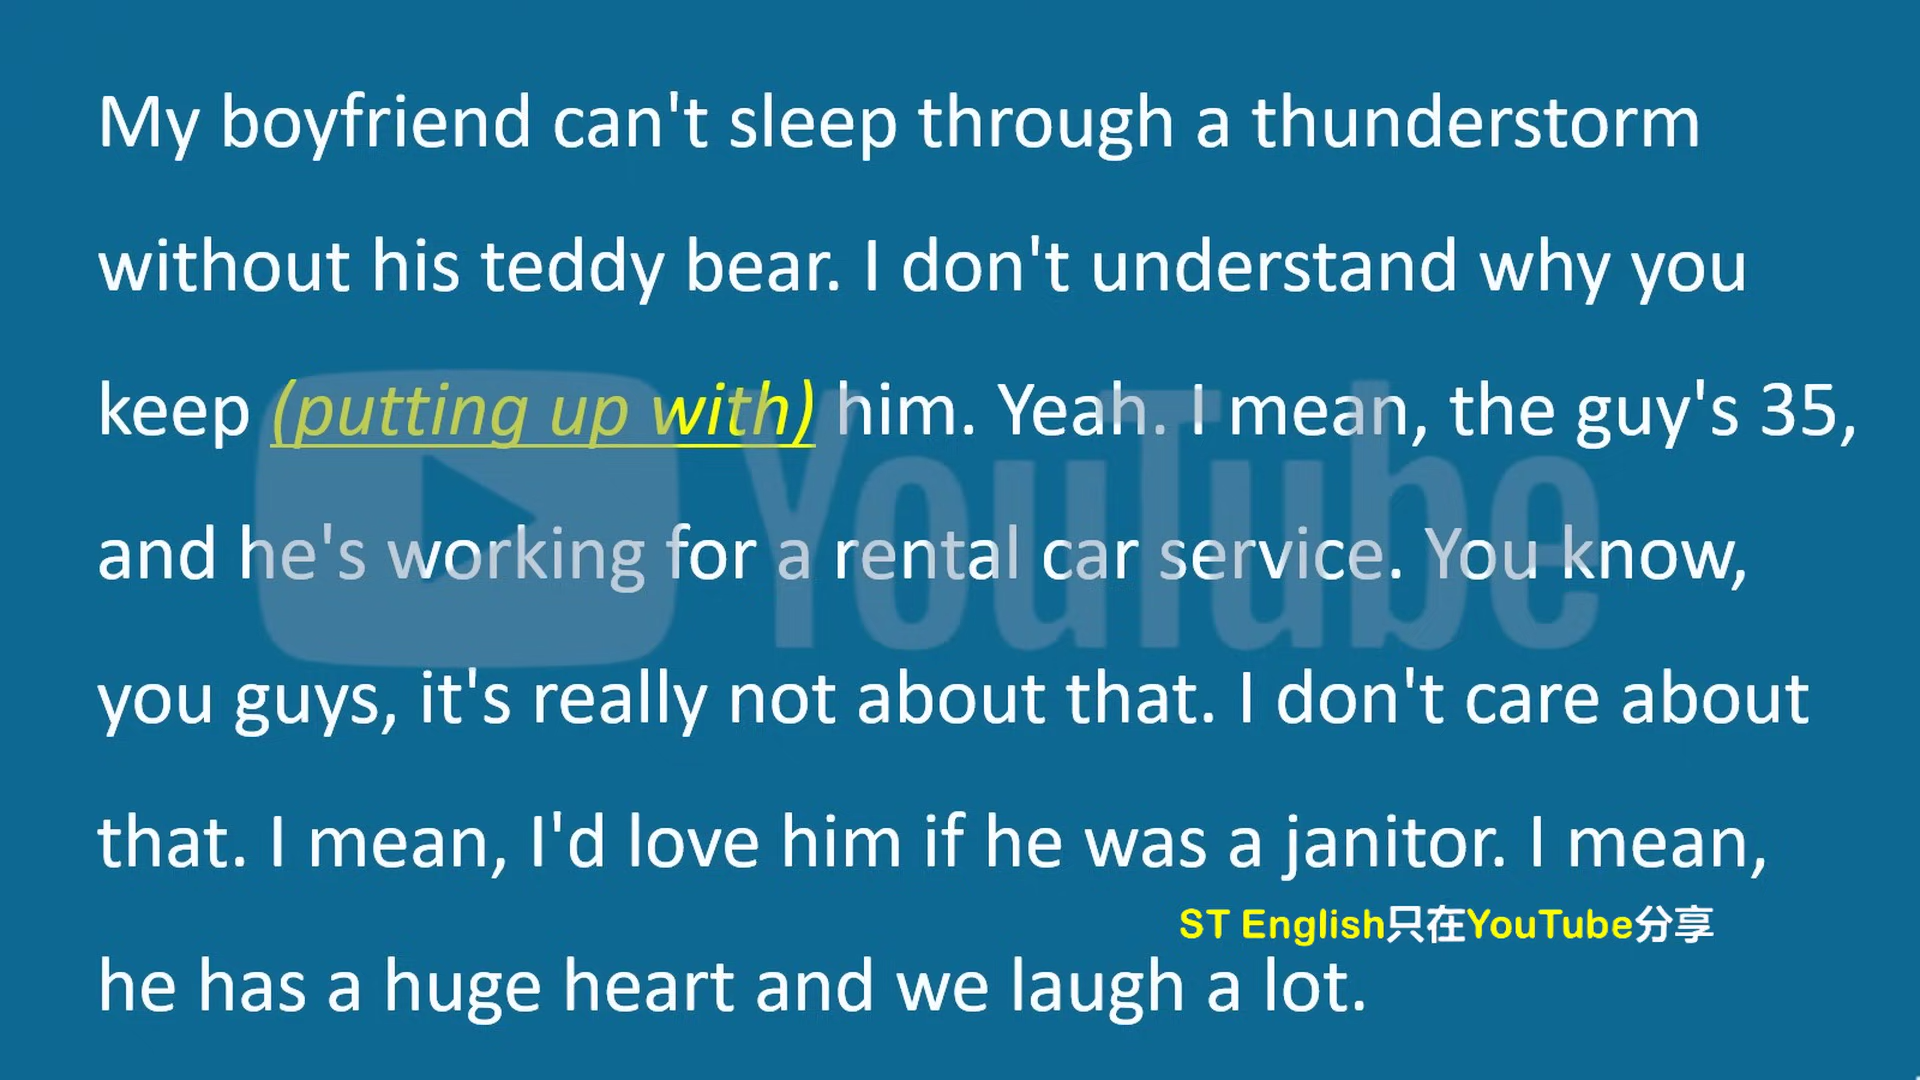 My boyfriend can't sleep through a thunderstorm
without his teddy bear. I don't understand why you
keep (putting up with) him. Yeah. I mean, the guy's 35,
and he's working for a rental car service. You know,
you guys, it's really not about that. I don't care about
that. I mean, I'd love him if he was a janitor. I mean,
he has a huge heart and we laugh a lot.
YouTube
ST English只在YouTube分享